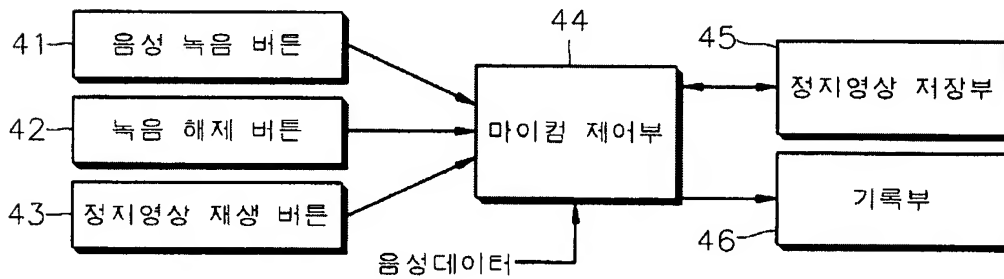 41
음성 녹음 버튼
42
녹음 해제 버튼
43
정지영상 재생 버튼
44
마이컴 제어부
음성데이터
45
정지영상 저장부
기록부
46